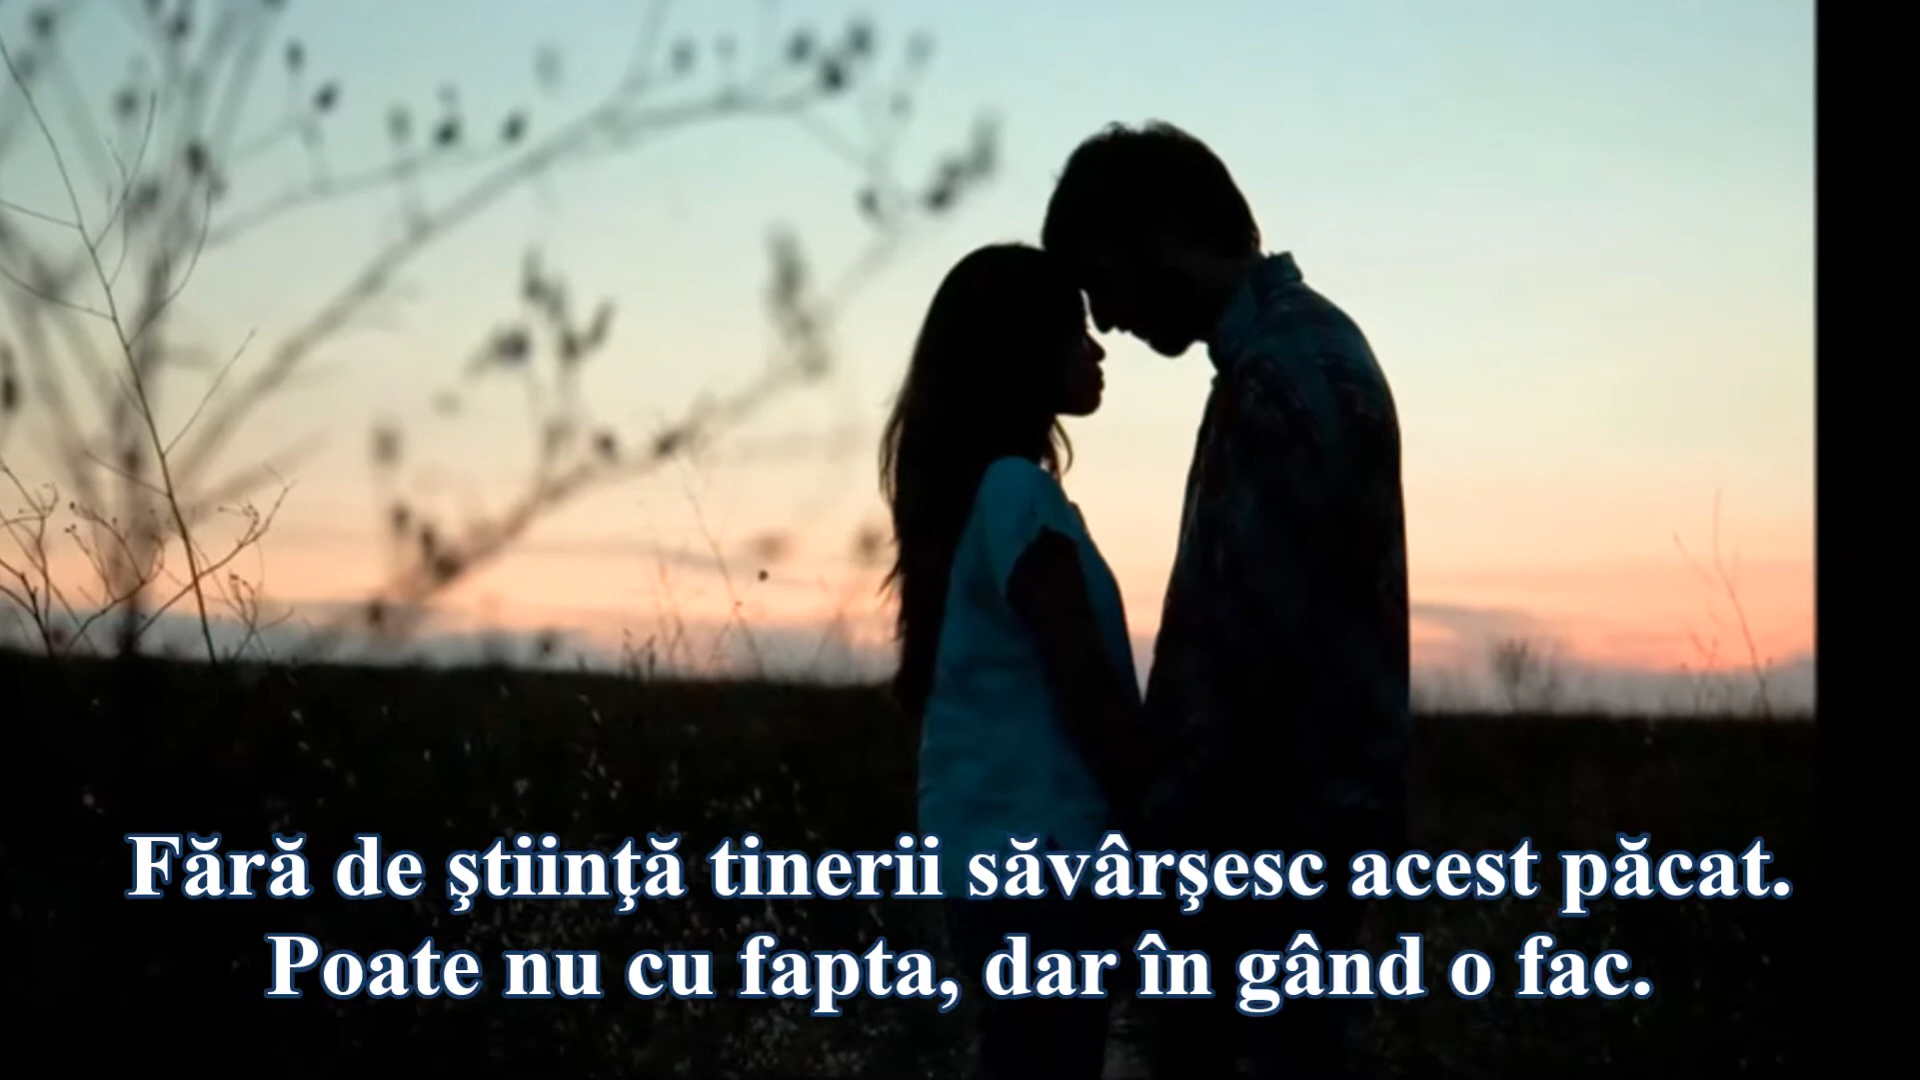 Fără de ştiinţă tinerii săvârşesc acest păcat.
Poate nu cu fapta, dar în gând o fac.